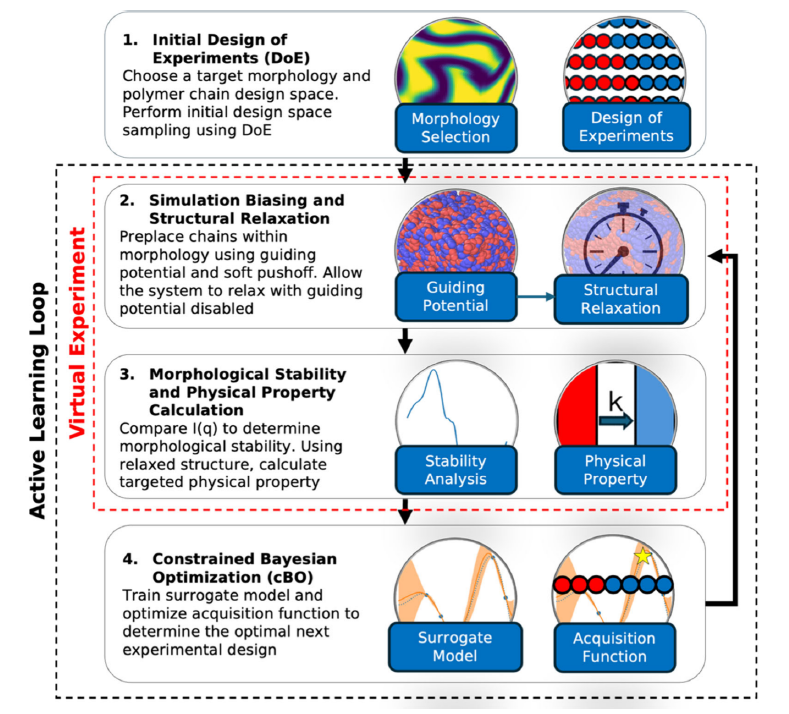 1. Initial Design of
Experiments (DoE)
Choose a target morphology and
polymer chain design space.
Perform initial design space
sampling using DoE
Morphology
Selection
Design of
Experiments
Active Learning Loop
Virtual Experiment
2. Simulation Biasing and
Structural Relaxation
Preplace chains within
morphology using guiding
potential and soft pushoff. Allow
the system to relax with guiding
potential disabled
Guiding
Potential
Structural
Relaxation
3. Morphological Stability
and Physical Property
Calculation
Compare I(q) to determine
morphological stability. Using
relaxed structure, calculate
targeted physical property
Stability
Analysis
k
Physical
Property
4. Constrained Bayesian
Optimization (cBO)
Train surrogate model and
optimize acquisition function to
determine the optimal next
experimental design
Surrogate
Model
Acquisition
Function